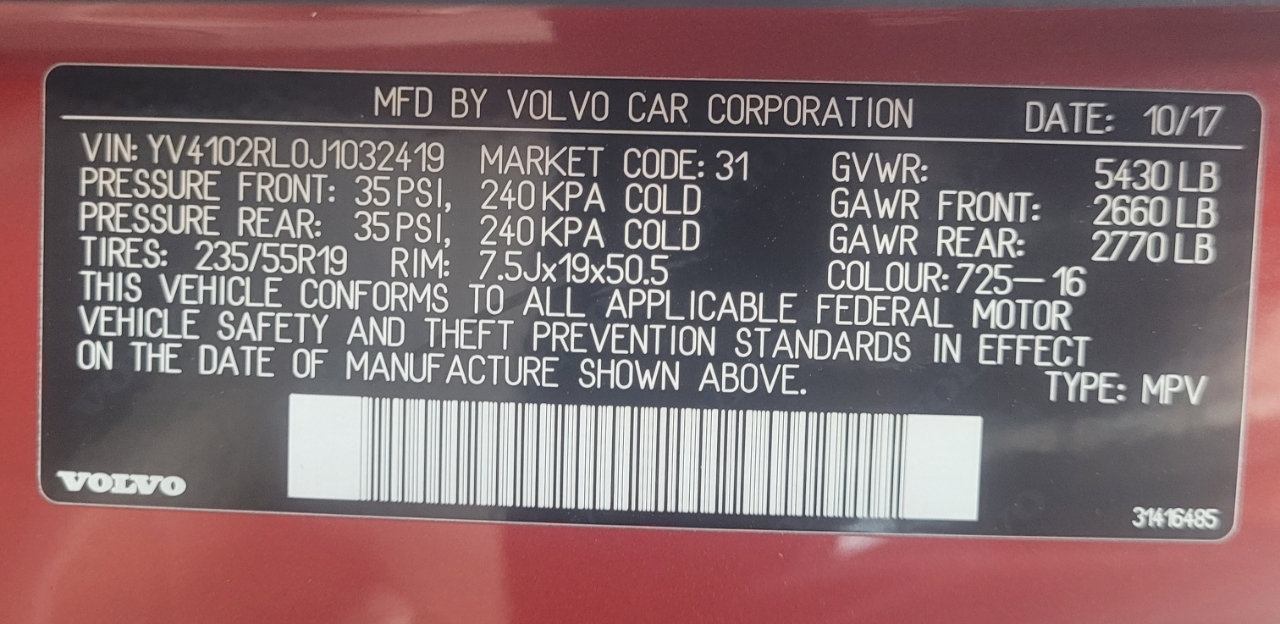 MFD BY VOLVO CAR CORPORATION DATE: 10/17
VIN: YV4102RL0J1032419 MARKET CODE: 31 GVWR: 5430 LB
PRESSURE FRONT: 35 PSI, 240 KPA COLD GAWR FRONT: 2660 LB
PRESSURE REAR: 35 PSI, 240 KPA COLD GAWR REAR: 2770 LB
TIRES: 235/55R19 RIM: 7.5Jx19x50.5 COLOUR: 725-16
THIS VEHICLE CONFORMS TO ALL APPLICABLE FEDERAL MOTOR
VEHICLE SAFETY AND THEFT PREVENTION STANDARDS IN EFFECT
ON THE DATE OF MANUFACTURE SHOWN ABOVE. TYPE: MPV
VOLVO
31416485